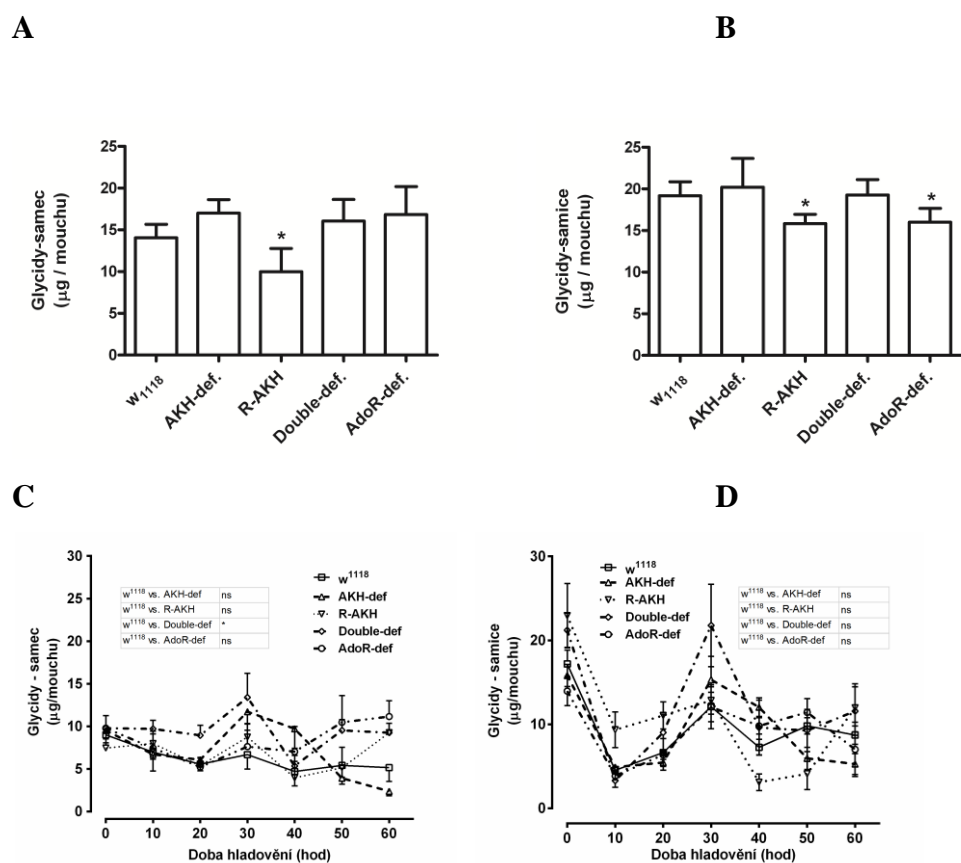 A
B
25
20
15
10
5
0
Glycidy-samec
(µg / mouchu)
*
w1118
AKH-def.
R-AKH
Double-def.
AdoR-def.
25
20
15
10
5
0
Glycidy-samice
(µg / mouchu)
*
*
w1118
AKH-def.
R-AKH
Double-def.
AdoR-def.
C
D
30
25
20
15
10
5
0
Glycidy - samec
(µg/mouchu)
w1118 vs. AKH-def ns
w1118 vs. R-AKH ns
w1118 vs. Double-def *
w1118 vs. AdoR-def ns
w1118
AKH-def
R-AKH
Double-def
AdoR-def
0 10 20 30 40 50 60
Doba hladovění (hod)
30
20
10
0
Glycidy - samice
(µg/mouchu)
w1118
AKH-def
R-AKH
Double-def
AdoR-def
w1118 vs. AKH-def ns
w1118 vs. R-AKH ns
w1118 vs. Double-def ns
w1118 vs. AdoR-def ns
0 10 20 30 40 50 60
Doba hladovění (hod)